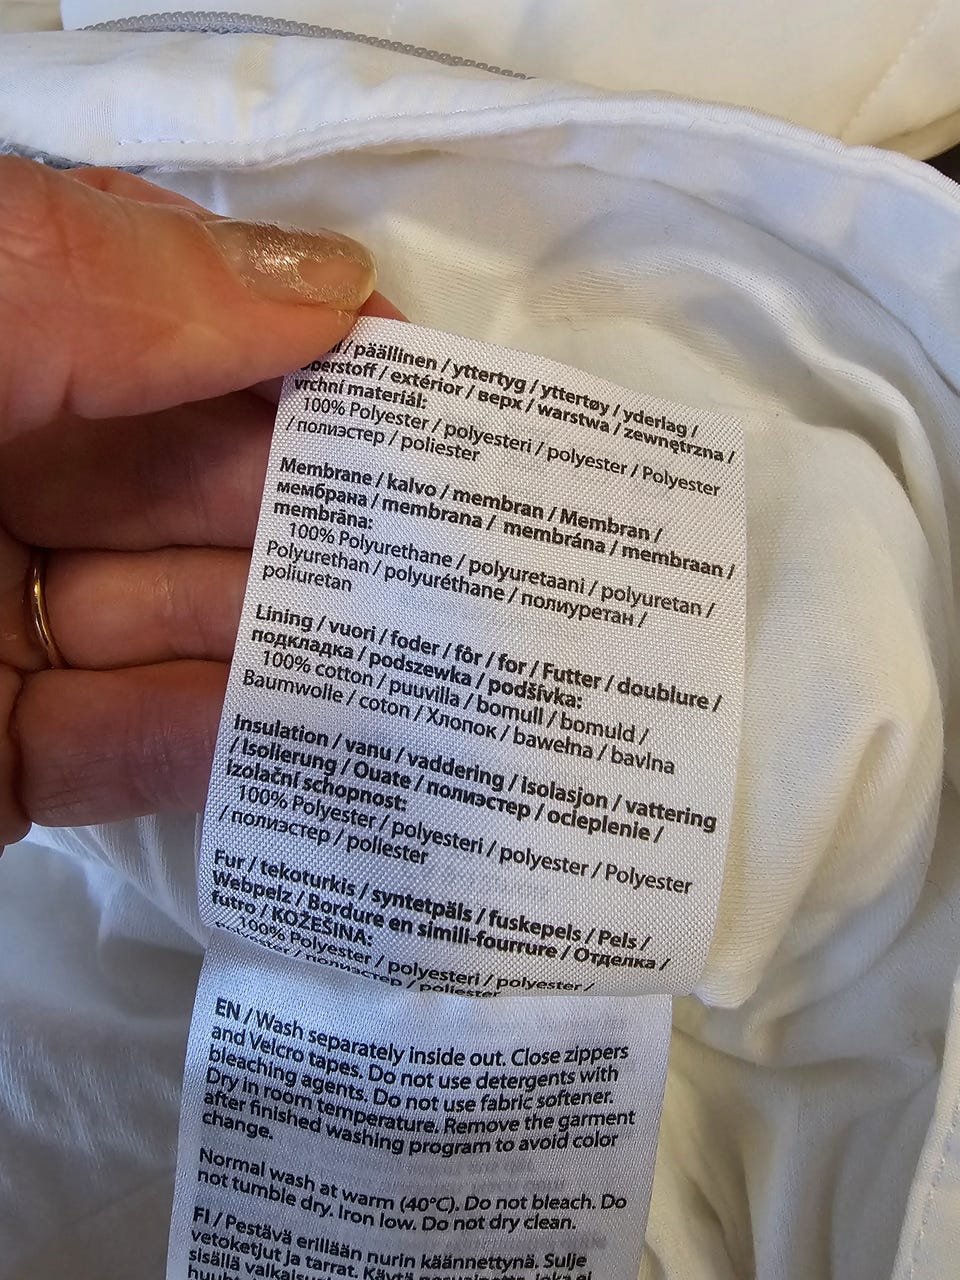 / päällinen / yttertyg / yttertøy / yderlag /
Oberstoff / extérior / верх / warstwa / zewnętrzna /
vrchní materiál:
100% Polyester / polyesteri / polyester / Polyester
/ полиэстер / poliester
Membrane / kalvo / membran / Membran /
мембрана / membrana / membrána / membraan /
membrāna:
100% Polyurethane / polyuretaani / polyuretan /
Polyurethan / polyuréthane / полиуретан /
poliuretan
Lining / vuori / foder / fôr / for / Futter / doublure /
подкладка / podszewka / podšívka:
100% cotton / puuvilla / bomull / bomuld /
Baumwolle / coton / Хлопок / bawełna / bavlna
Insulation / vanu / vaddering / isolasjon / vattering
/ Isolierung / Ouate / полиэстер / ocieplenie /
izolační schopnost:
100% Polyester / polyesteri / polyester / Polyester
/ полиэстер / poliester
Fur / tekoturkis / syntetpäls / fuskepels / Pels /
Webpelz / Bordure en simili-fourrure / Отделка /
futro / KOŽEŠINA:
100% Polyester / polyesteri / polyester /
/ полиэстер / poliester
EN / Wash separately inside out. Close zippers
and Velcro tapes. Do not use detergents with
bleaching agents. Do not use fabric softener.
Dry in room temperature. Remove the garment
after finished washing program to avoid color
change.
Normal wash at warm (40°C). Do not bleach. Do
not tumble dry. Iron low. Do not dry clean.
FI / Pestävä erillään nurin käännettynä. Sulje
vetoketjut ja tarrat. Käytä pesuainetta, joka ei
sisällä